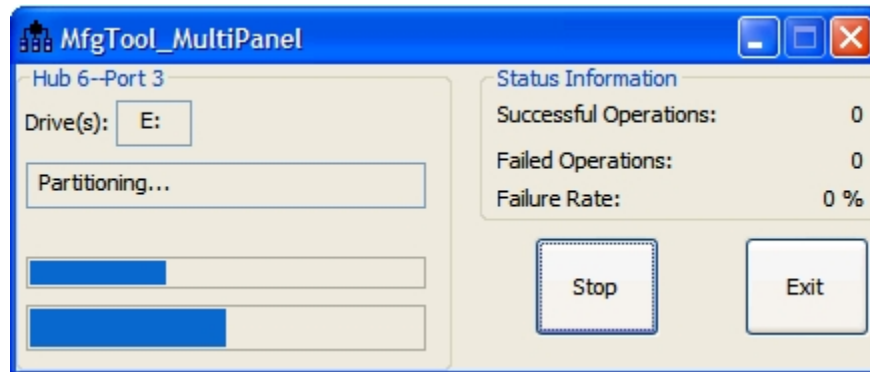 MfgTool_MultiPanel
Hub 6--Port 3
Drive(s): E:
Partitioning...
Status Information
Successful Operations: 0
Failed Operations: 0
Failure Rate: 0 %
Stop Exit